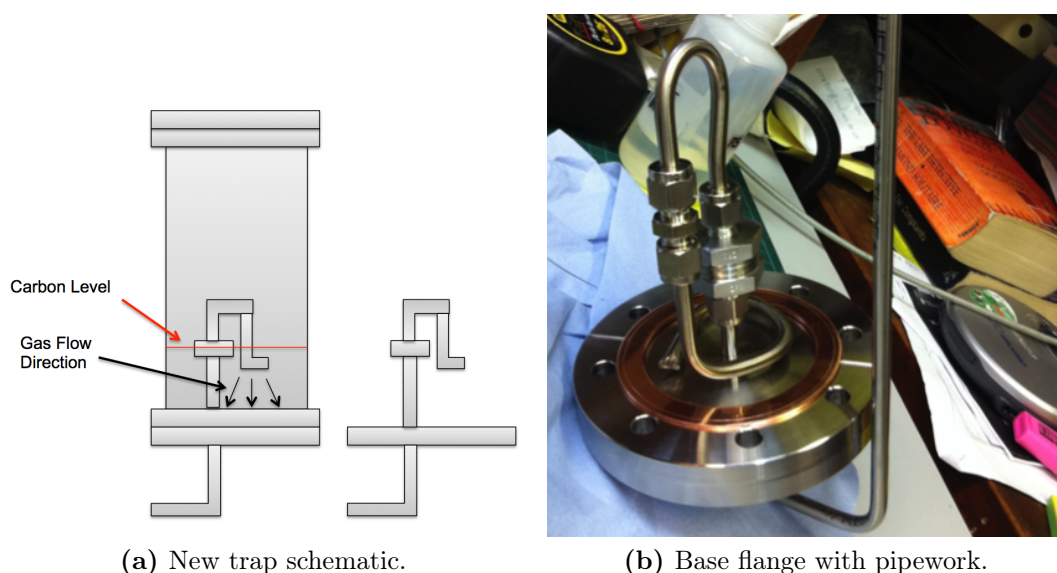 Carbon Level
Gas Flow
Direction
(a) New trap schematic.
(b) Base flange with pipework.